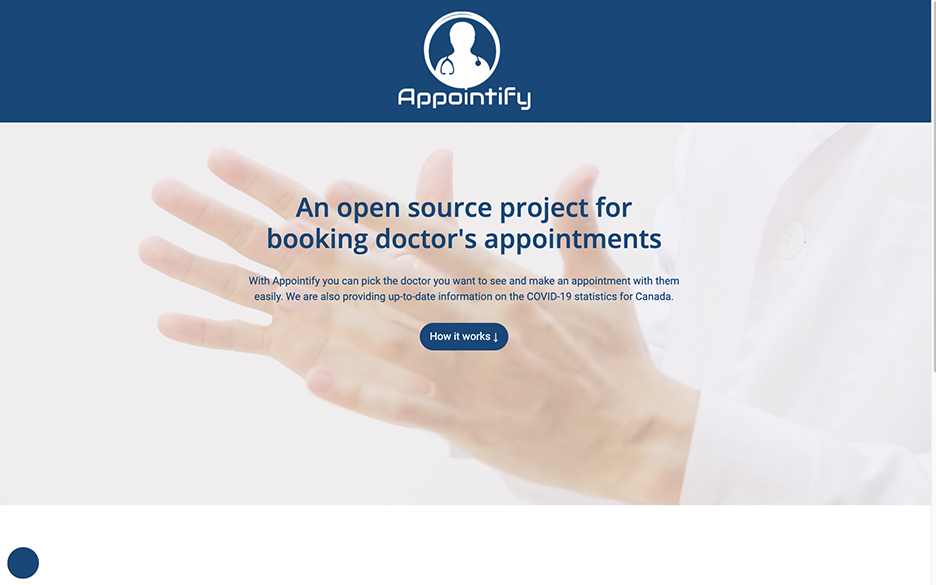 Appointify
An open source project for
booking doctor's appointments
With Appointify you can pick the doctor you want to see and make an appointment with them
easily. We are also providing up-to-date information on the COVID-19 statistics for Canada.
How it works ↓